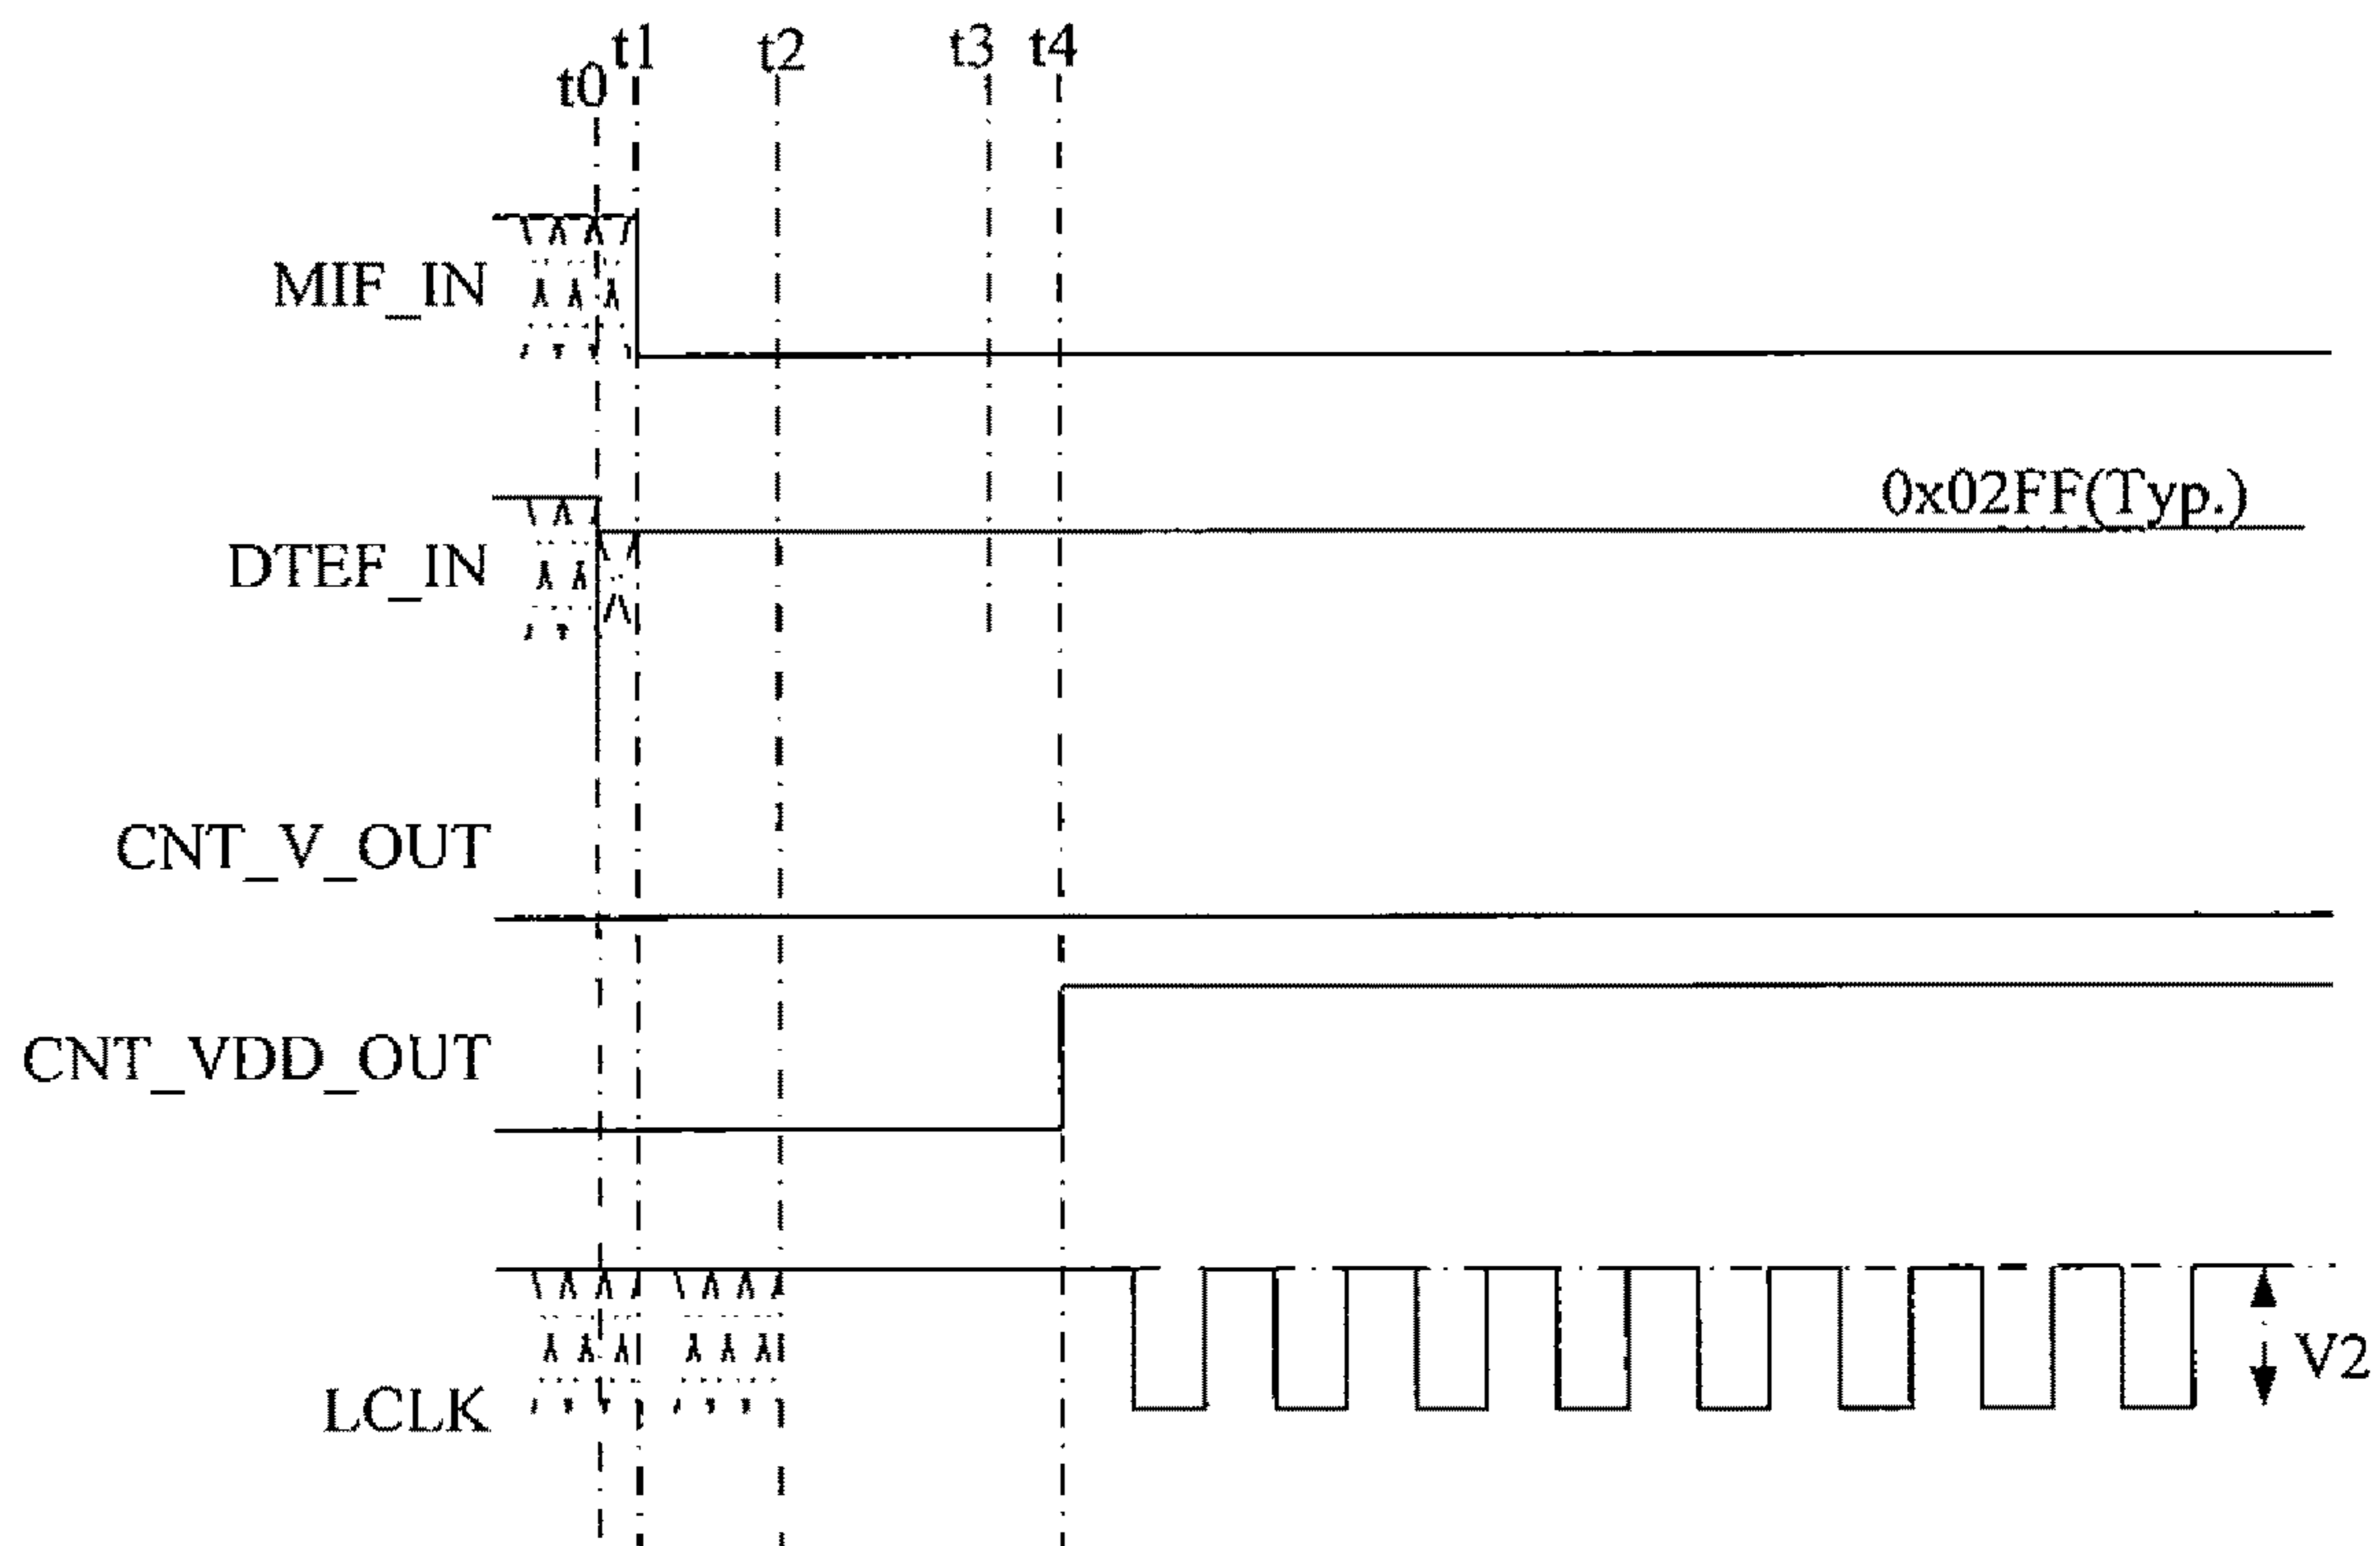 t0 t1 t2 t3 t4
MIF_IN
0x02FF(Typ.)
DTEF_IN
CNT_V_OUT
CNT_VDD_OUT
V2
LCLK